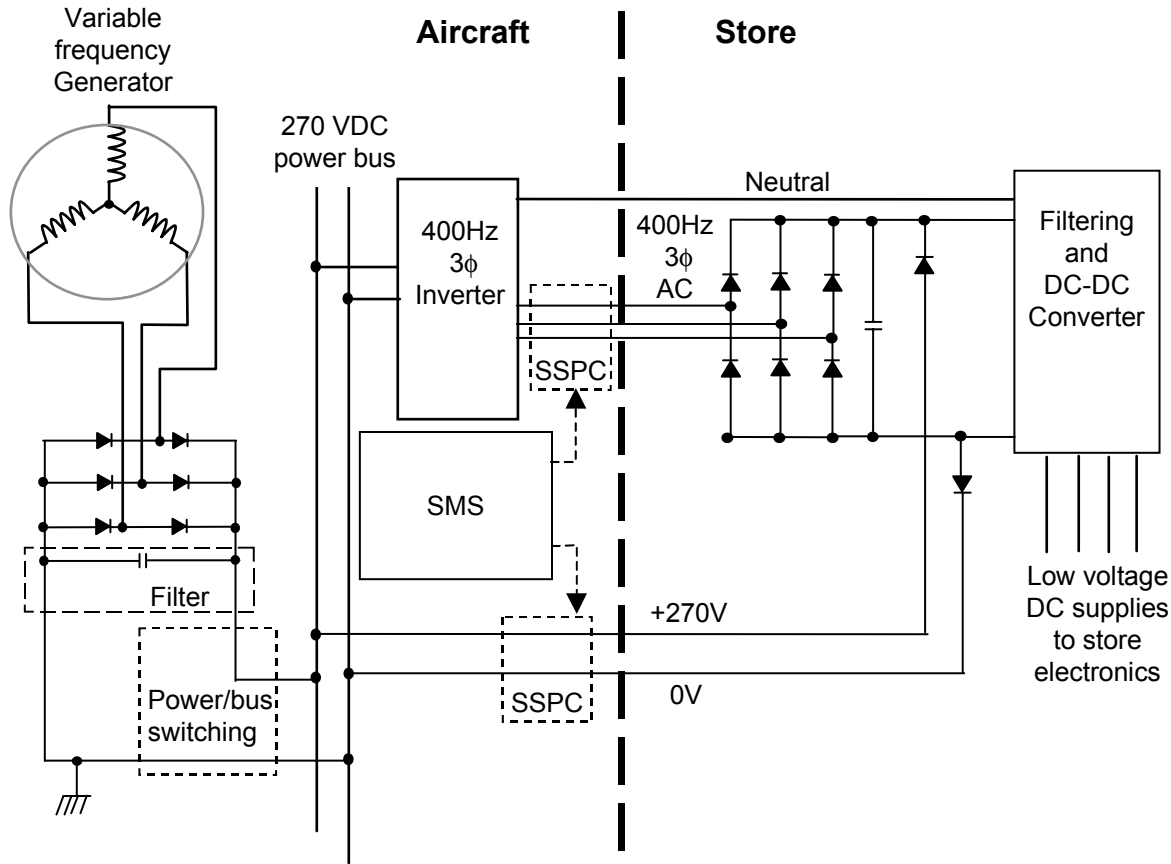 Variable
frequency
Generator
Aircraft
Store
270 VDC
power bus
Neutral
400Hz
3ϕ
Inverter
400Hz
3ϕ
AC
Filtering
and
DC-DC
Converter
SSPC
SMS
Filter
Low voltage
DC supplies
to store
electronics
+270V
Power/bus
switching
SSPC
0V